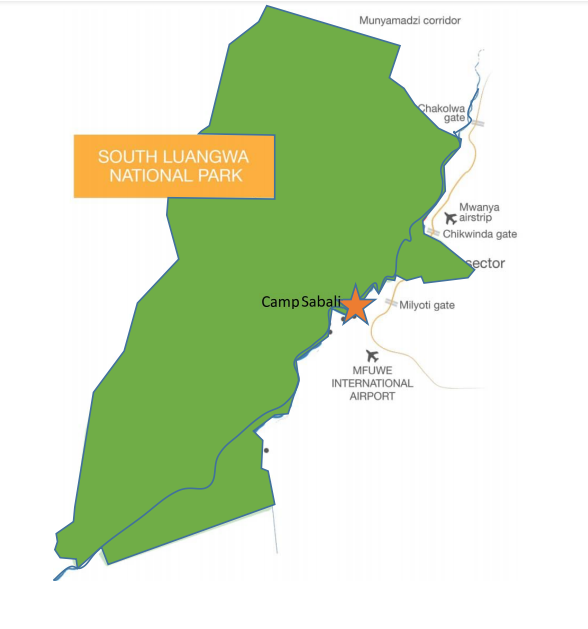 Munyamadzi corridor
Chakolwa
gate
SOUTH LUANGWA
NATIONAL PARK
Mwanya
airstrip
Chikwinda gate
sector
Camp Sabali
Milyoti gate
MFUWE
INTERNATIONAL
AIRPORT